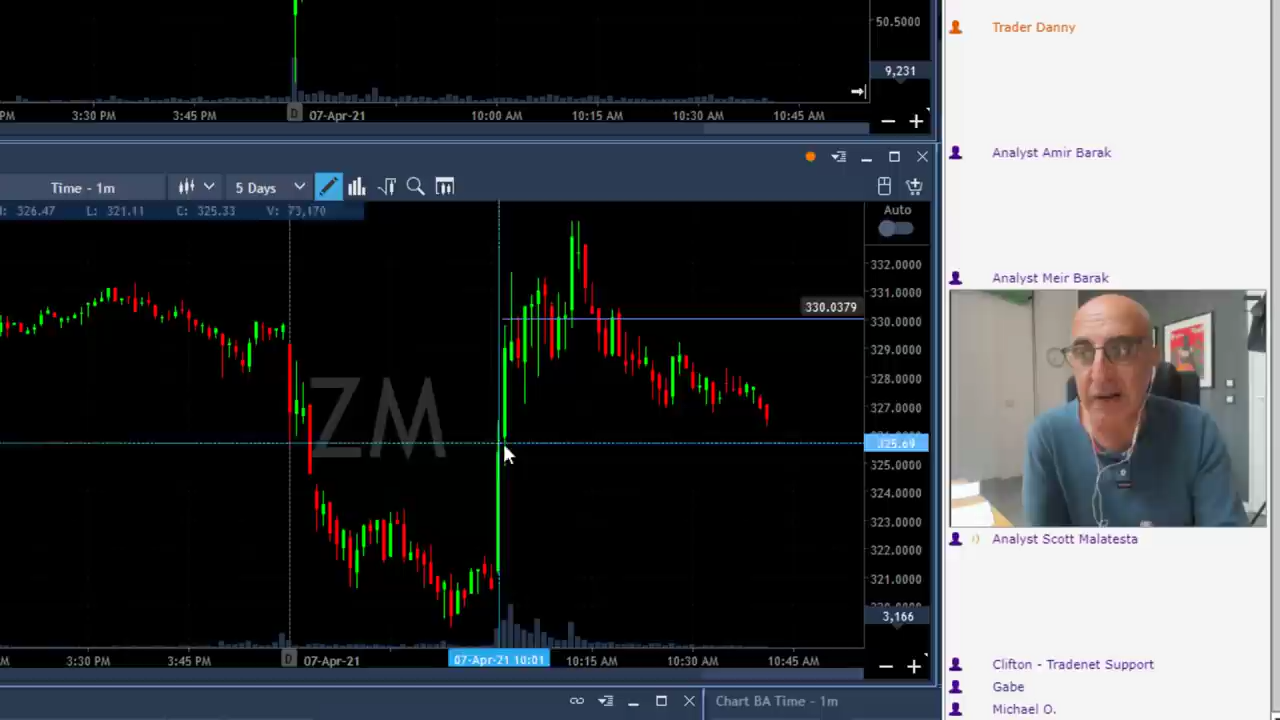 50.5000
9,231
PM
3:30 PM
3:45 PM
D
07-Apr-21
10:00 AM
10:15 AM
10:30 AM
10:45 AM
Time - 1m
5 Days
H: 326.47 L: 321.11 C: 325.33 V: 73,170
Auto
ZM
332.0000
331.0000
330.0379
330.0000
329.0000
328.0000
327.0000
325.69
325.0000
324.0000
323.0000
322.0000
321.0000
3,166
3:30 PM
3:45 PM
D
07-Apr-21
07-Apr-21 10:01
10:15 AM
10:30 AM
10:45 AM
Chart BA Time - 1m
Trader Danny
Analyst Amir Barak
Analyst Meir Barak
Analyst Scott Malatesta
Clifton - Tradenet Support
Gabe
Michael O.